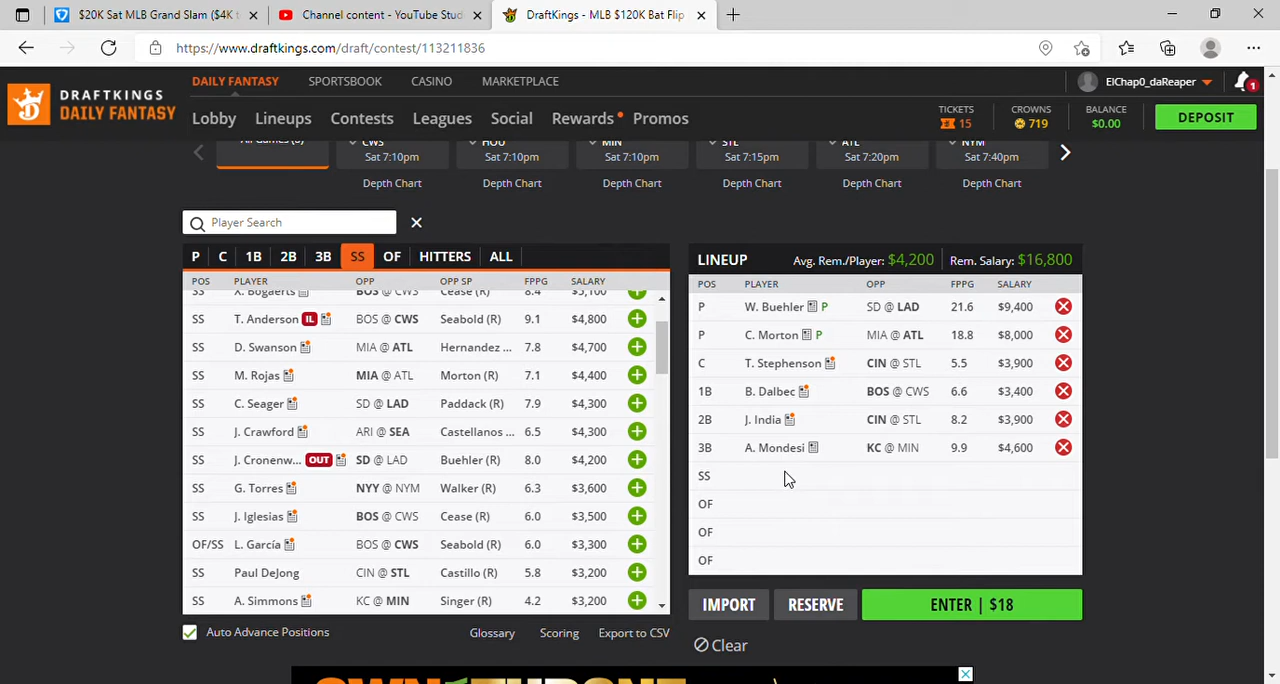 $20K Sat MLB Grand Slam ($4K t
Channel content - YouTube Stud
DraftKings - MLB $120K Bat Flip
https://www.draftkings.com/draft/contest/113211836
DRAFTKINGS
DAILY FANTASY
DAILY FANTASY SPORTSBOOK CASINO MARKETPLACE
ElChap0_daReaper
1
Lobby Lineups Contests Leagues Social Rewards Promos
TICKETS 15
CROWNS 719
BALANCE $0.00
DEPOSIT
CWS HOU MIN STL ATL NYM
Sat 7:10pm Sat 7:10pm Sat 7:10pm Sat 7:15pm Sat 7:20pm Sat 7:40pm
Depth Chart Depth Chart Depth Chart Depth Chart Depth Chart Depth Chart
Player Search
P C 1B 2B 3B SS OF HITTERS ALL
POS PLAYER OPP OPP SP FPPG SALARY
SS X. Bogaerts BOS @ CWS Cease (R) 8.4 $5,100
SS T. Anderson IL BOS @ CWS Seabold (R) 9.1 $4,800
SS D. Swanson MIA @ ATL Hernandez ... 7.8 $4,700
SS M. Rojas MIA @ ATL Morton (R) 7.1 $4,400
SS C. Seager SD @ LAD Paddack (R) 7.9 $4,300
SS J. Crawford ARI @ SEA Castellanos ... 6.5 $4,300
SS J. Cronenw... OUT SD @ LAD Buehler (R) 8.0 $4,200
SS G. Torres NYY @ NYM Walker (R) 6.3 $3,600
SS J. Iglesias BOS @ CWS Cease (R) 6.0 $3,500
OF/SS L. García BOS @ CWS Seabold (R) 6.0 $3,300
SS Paul DeJong CIN @ STL Castillo (R) 5.8 $3,200
SS A. Simmons KC @ MIN Singer (R) 4.2 $3,200
Auto Advance Positions
Glossary Scoring Export to CSV
LINEUP Avg. Rem./Player: $4,200 Rem. Salary: $16,800
POS PLAYER OPP FPPG SALARY
P W. Buehler P SD @ LAD 21.6 $9,400
P C. Morton P MIA @ ATL 18.8 $8,000
C T. Stephenson CIN @ STL 5.5 $3,900
1B B. Dalbec BOS @ CWS 6.6 $3,400
2B J. India CIN @ STL 8.2 $3,900
3B A. Mondesi KC @ MIN 9.9 $4,600
SS
OF
OF
OF
IMPORT RESERVE ENTER | $18
Clear